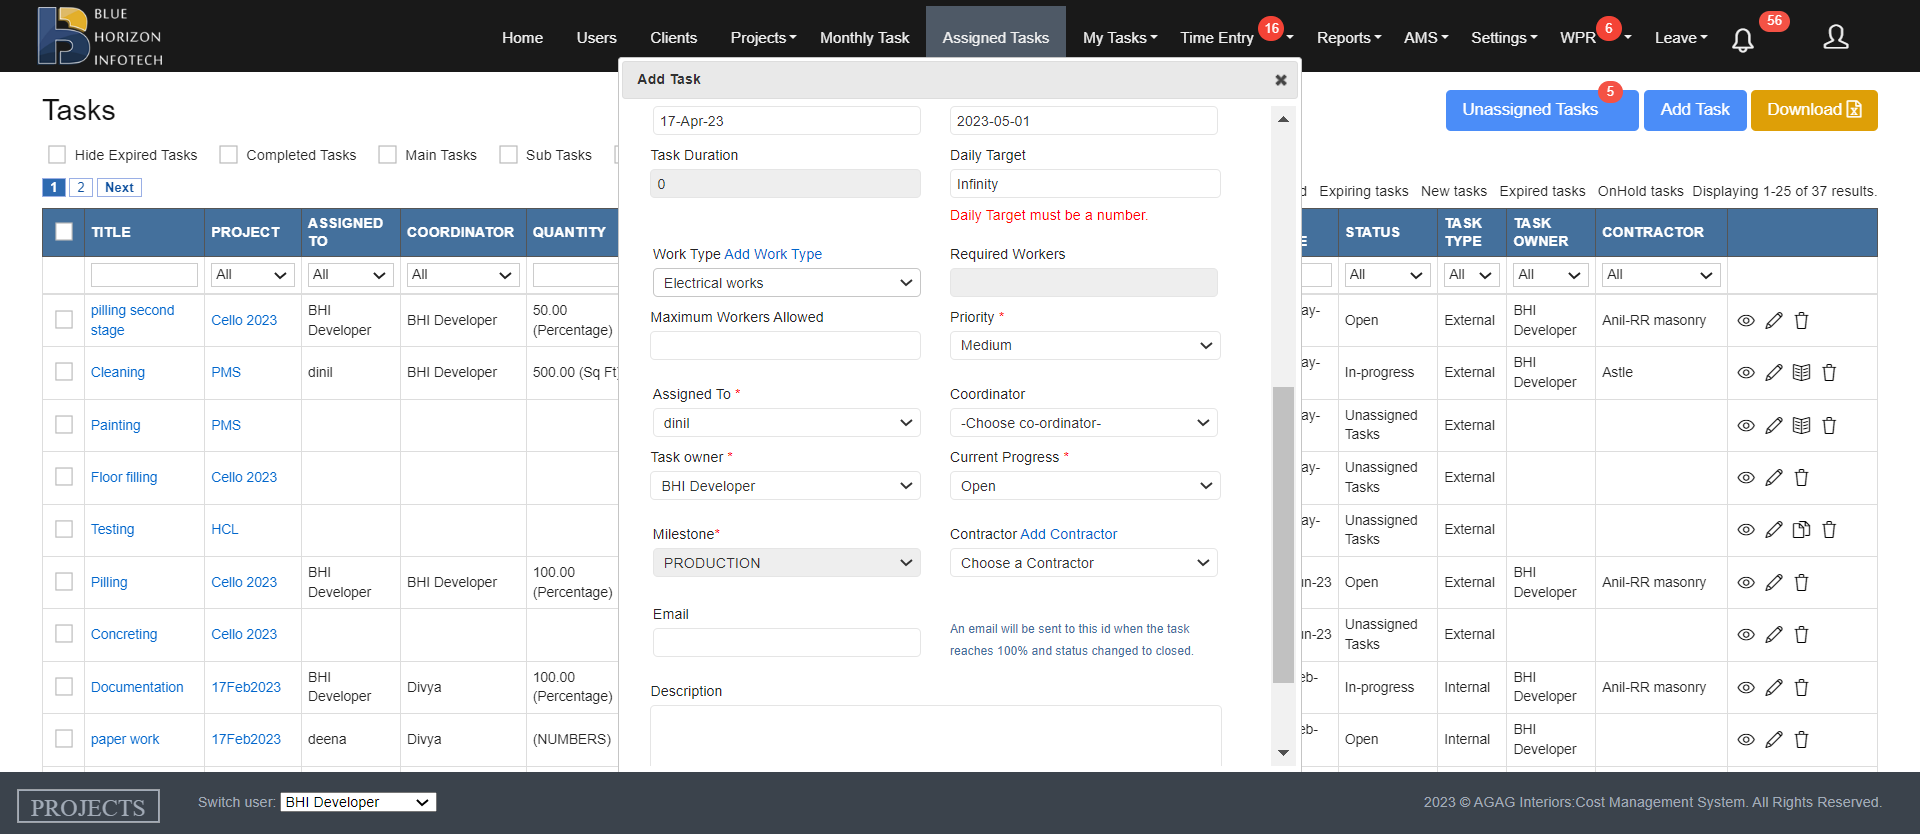 BLUE
HORIZON
INFOTECH
Home Users Clients Projects Monthly Task Assigned Tasks My Tasks Time Entry 16 Reports AMS Settings WPR 6 Leave 56
Add Task
Tasks
Unassigned Tasks 5 Add Task Download
Hide Expired Tasks Completed Tasks Main Tasks Sub Tasks
1 2 Next
Expiring tasks New tasks Expired tasks OnHold tasks Displaying 1-25 of 37 results.
17-Apr-23 2023-05-01
Task Duration Daily Target
0 Infinity
Daily Target must be a number.
Work Type Add Work Type Required Workers
Electrical works
Maximum Workers Allowed Priority *
Medium
Assigned To * Coordinator
dinil -Choose co-ordinator-
Task owner * Current Progress *
BHI Developer Open
Milestone* Contractor Add Contractor
PRODUCTION Choose a Contractor
Email
An email will be sent to this id when the task
reaches 100% and status changed to closed.
Description
TITLE PROJECT ASSIGNED TO COORDINATOR QUANTITY E STATUS TASK TYPE TASK OWNER CONTRACTOR
All All All All All All All
pilling second stage Cello 2023 BHI Developer BHI Developer 50.00 (Percentage) ay- Open External BHI Developer Anil-RR masonry
Cleaning PMS dinil BHI Developer 500.00 (Sq Ft) ay- In-progress External BHI Developer Astle
Painting PMS ay- Unassigned Tasks External
Floor filling Cello 2023 ay- Unassigned Tasks External
Testing HCL ay- Unassigned Tasks External
Pilling Cello 2023 BHI Developer BHI Developer 100.00 (Percentage) un-23 Open External BHI Developer Anil-RR masonry
Concreting Cello 2023 un-23 Unassigned Tasks External
Documentation 17Feb2023 BHI Developer Divya 100.00 (Percentage) eb- In-progress Internal BHI Developer Anil-RR masonry
paper work 17Feb2023 deena Divya (NUMBERS) eb- Open Internal BHI Developer
PROJECTS Switch user: BHI Developer 2023 © AGAG Interiors:Cost Management System. All Rights Reserved.